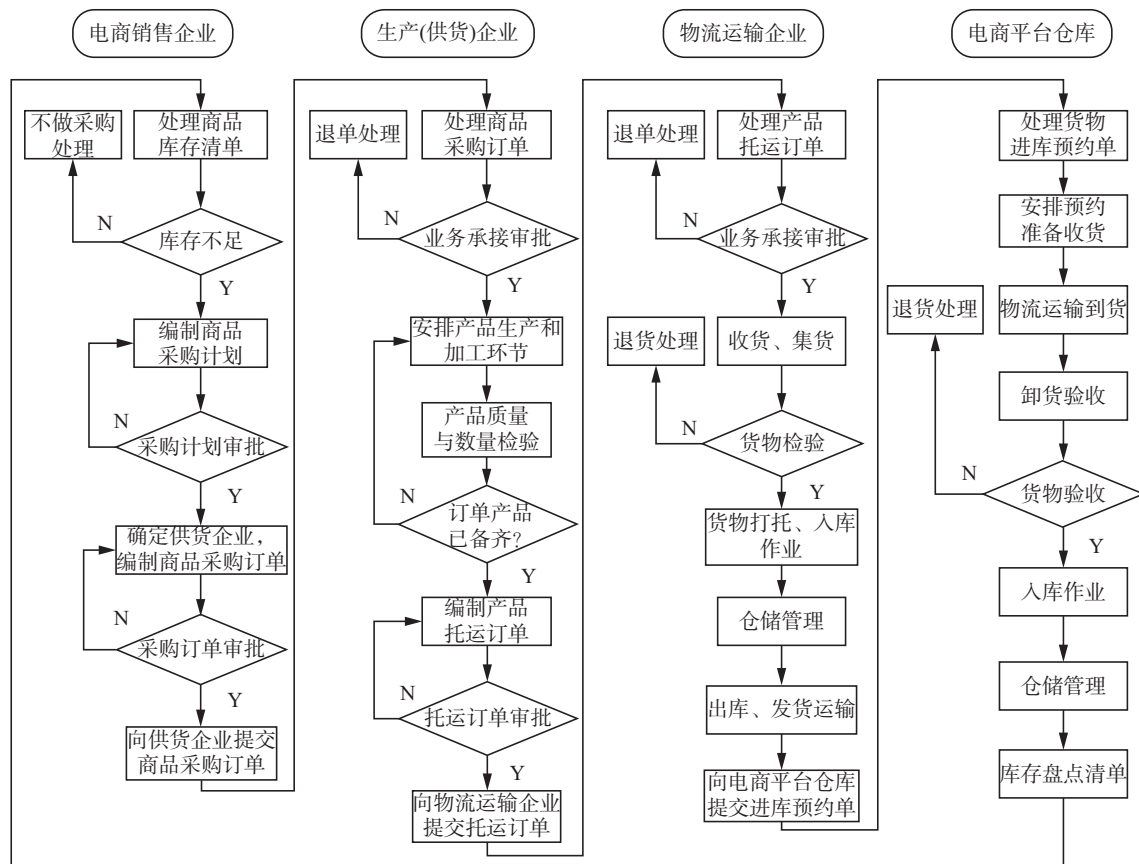 电商销售企业
不做采购
处理
处理商品
库存清单
N
库存不足
Y
编制商品
采购计划
N
采购计划审批
Y
确定供货企业，
编制商品采购订单
N
采购订单审批
Y
向供货企业提交
商品采购订单
生产(供货)企业
退单处理
处理商品
采购订单
N
业务承接审批
Y
安排产品生产和
加工环节
产品质量
与数量检验
N
订单产品
已备齐?
Y
编制产品
托运订单
N
托运订单审批
Y
向物流运输企业
提交托运订单
物流运输企业
退单处理
处理产品
托运订单
N
业务承接审批
Y
退货处理
收货、集货
N
货物检验
Y
货物打托、入库
作业
仓储管理
出库、发货运输
向电商平台仓库
提交进库预约单
电商平台仓库
处理货物
进库预约单
安排预约
准备收货
退货处理
物流运输到货
卸货验收
N
货物验收
Y
入库作业
仓储管理
库存盘点清单